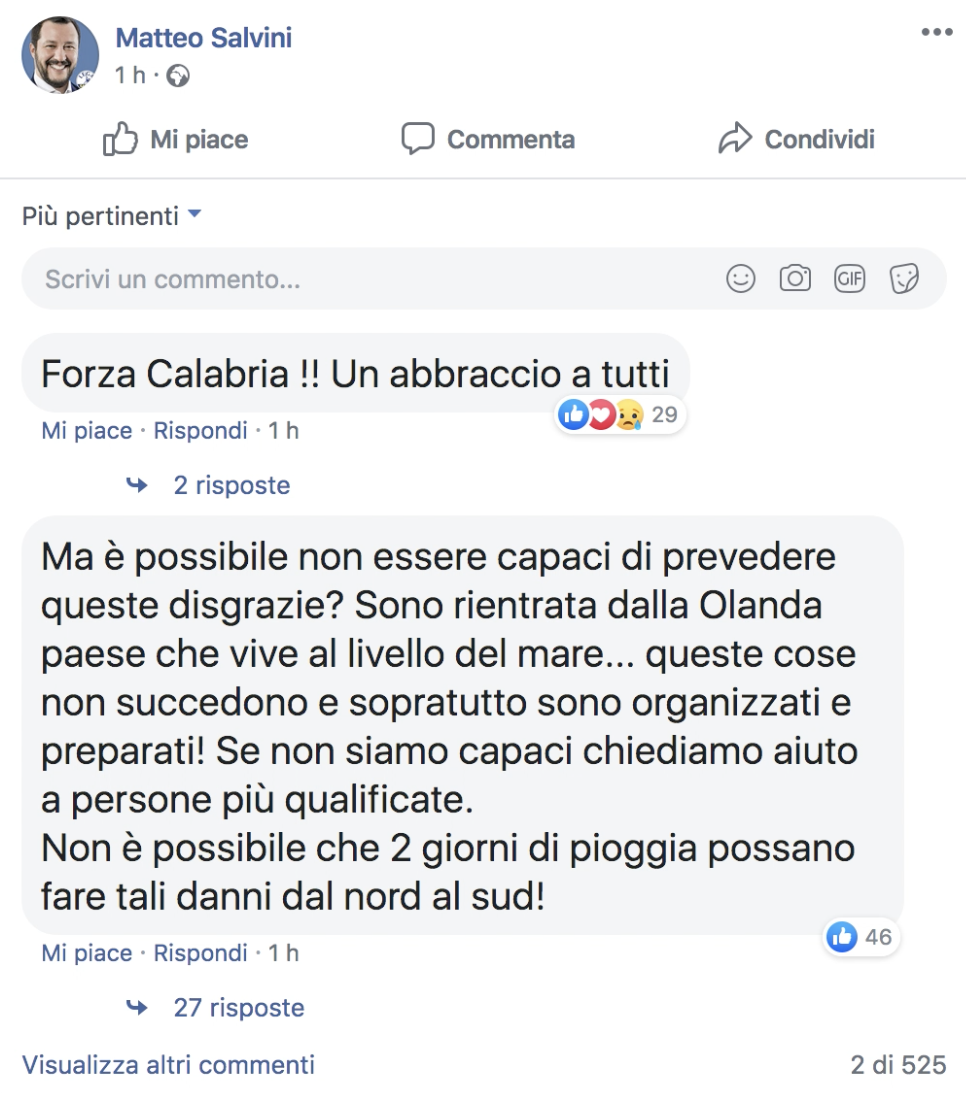 Matteo Salvini
1 h ·
Mi piace
Commenta
Condividi
Più pertinenti
Scrivi un commento...
GIF
Forza Calabria !! Un abbraccio a tutti
29
Mi piace · Rispondi · 1 h
2 risposte
Ma è possibile non essere capaci di prevedere
queste disgrazie? Sono rientrata dalla Olanda
paese che vive al livello del mare... queste cose
non succedono e sopratutto sono organizzati e
preparati! Se non siamo capaci chiediamo aiuto
a persone più qualificate.
Non è possibile che 2 giorni di pioggia possano
fare tali danni dal nord al sud!
46
Mi piace · Rispondi · 1 h
27 risposte
Visualizza altri commenti
2 di 525